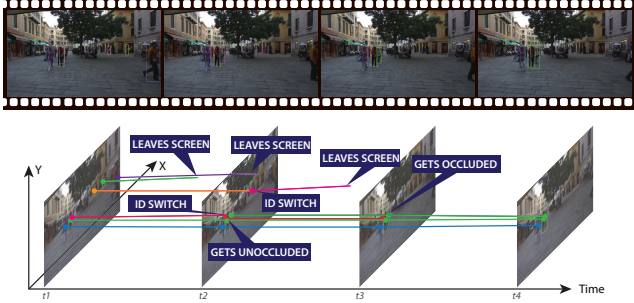 LEAVES SCREEN
LEAVES SCREEN
LEAVES SCREEN
Y
X
GETS OCCLUDED
ID SWITCH
ID SWITCH
GETS UNOCCLUDED
Time
t1
t2
t3
t4